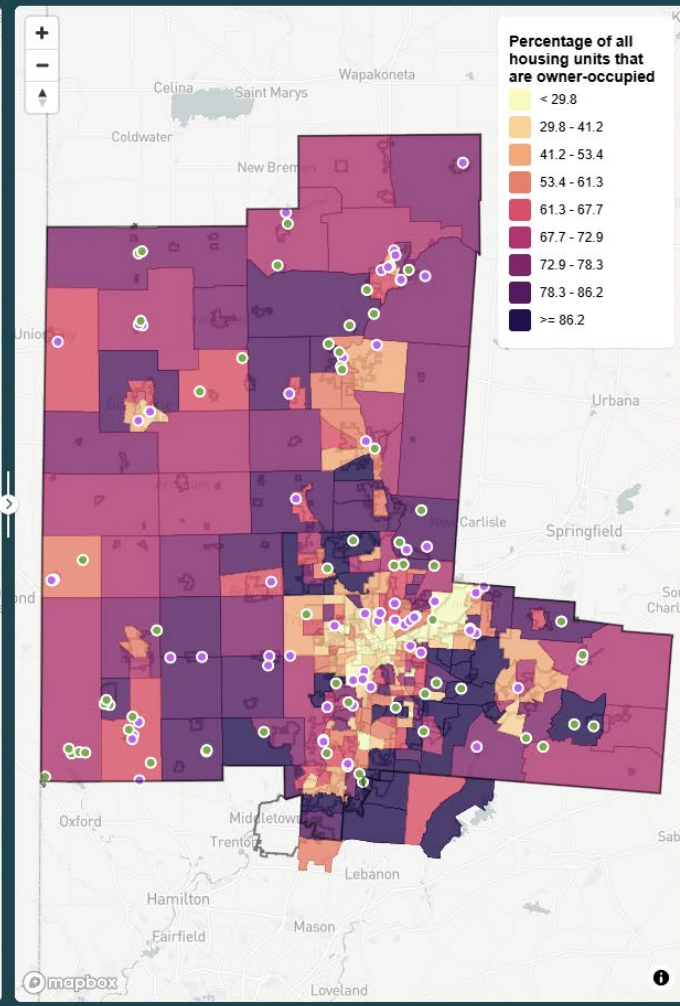 +
−
Percentage of all
housing units that
are owner-occupied
< 29.8
29.8 - 41.2
41.2 - 53.4
53.4 - 61.3
61.3 - 67.7
67.7 - 72.9
72.9 - 78.3
78.3 - 86.2
>= 86.2
Wapakoneta
Celina
Saint Marys
Coldwater
New Bremen
Urbana
New Carlisle
Springfield
Oxford
Middletown
Trenton
Lebanon
Hamilton
Mason
Fairfield
Loveland
mapbox
i